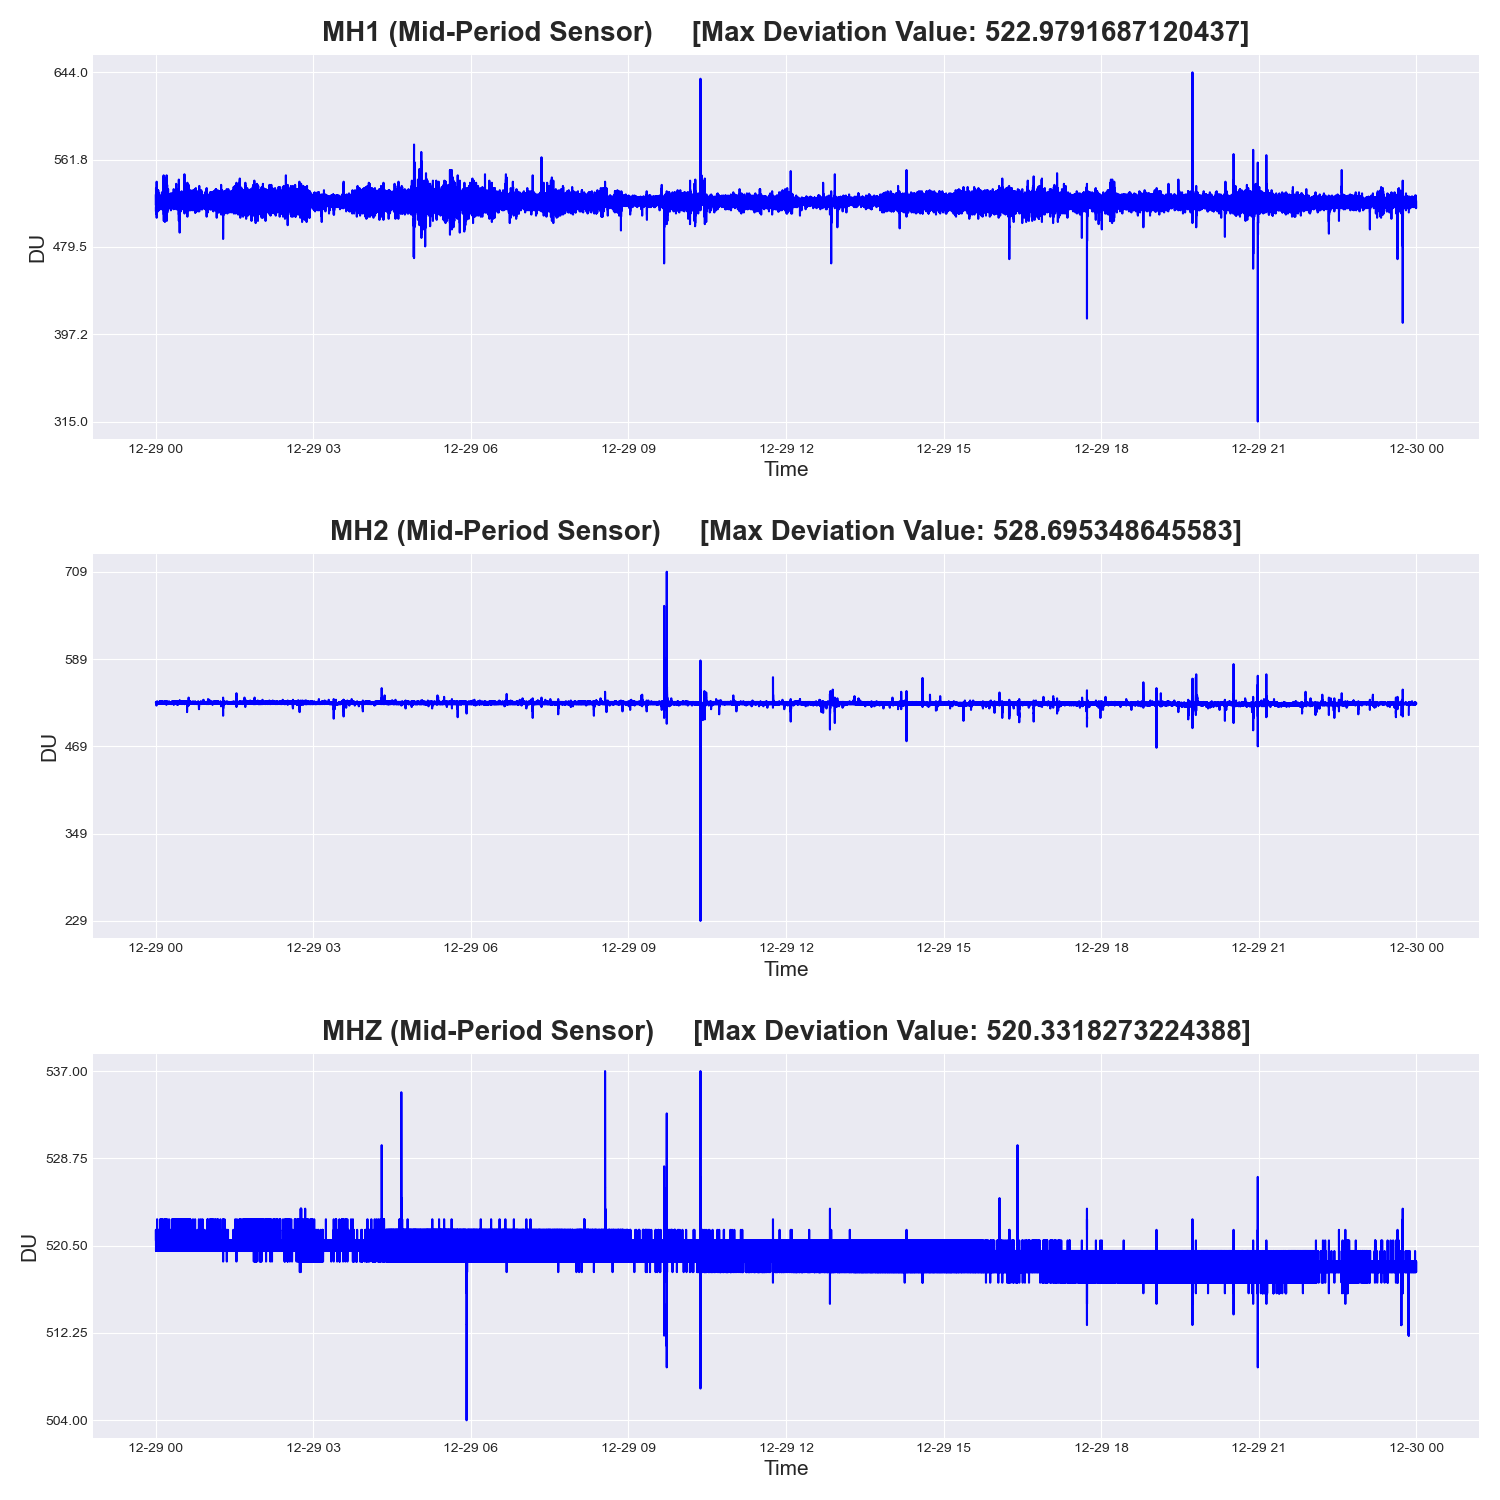 MH1 (Mid-Period Sensor) [Max Deviation Value: 522.9791687120437]
644.0
561.8
479.5
397.2
315.0
DU
12-29 00 12-29 03 12-29 06 12-29 09 12-29 12 12-29 15 12-29 18 12-29 21 12-30 00
Time
MH2 (Mid-Period Sensor) [Max Deviation Value: 528.695348645583]
709
589
469
349
229
DU
12-29 00 12-29 03 12-29 06 12-29 09 12-29 12 12-29 15 12-29 18 12-29 21 12-30 00
Time
MHZ (Mid-Period Sensor) [Max Deviation Value: 520.3318273224388]
537.00
528.75
520.50
512.25
504.00
DU
12-29 00 12-29 03 12-29 06 12-29 09 12-29 12 12-29 15 12-29 18 12-29 21 12-30 00
Time